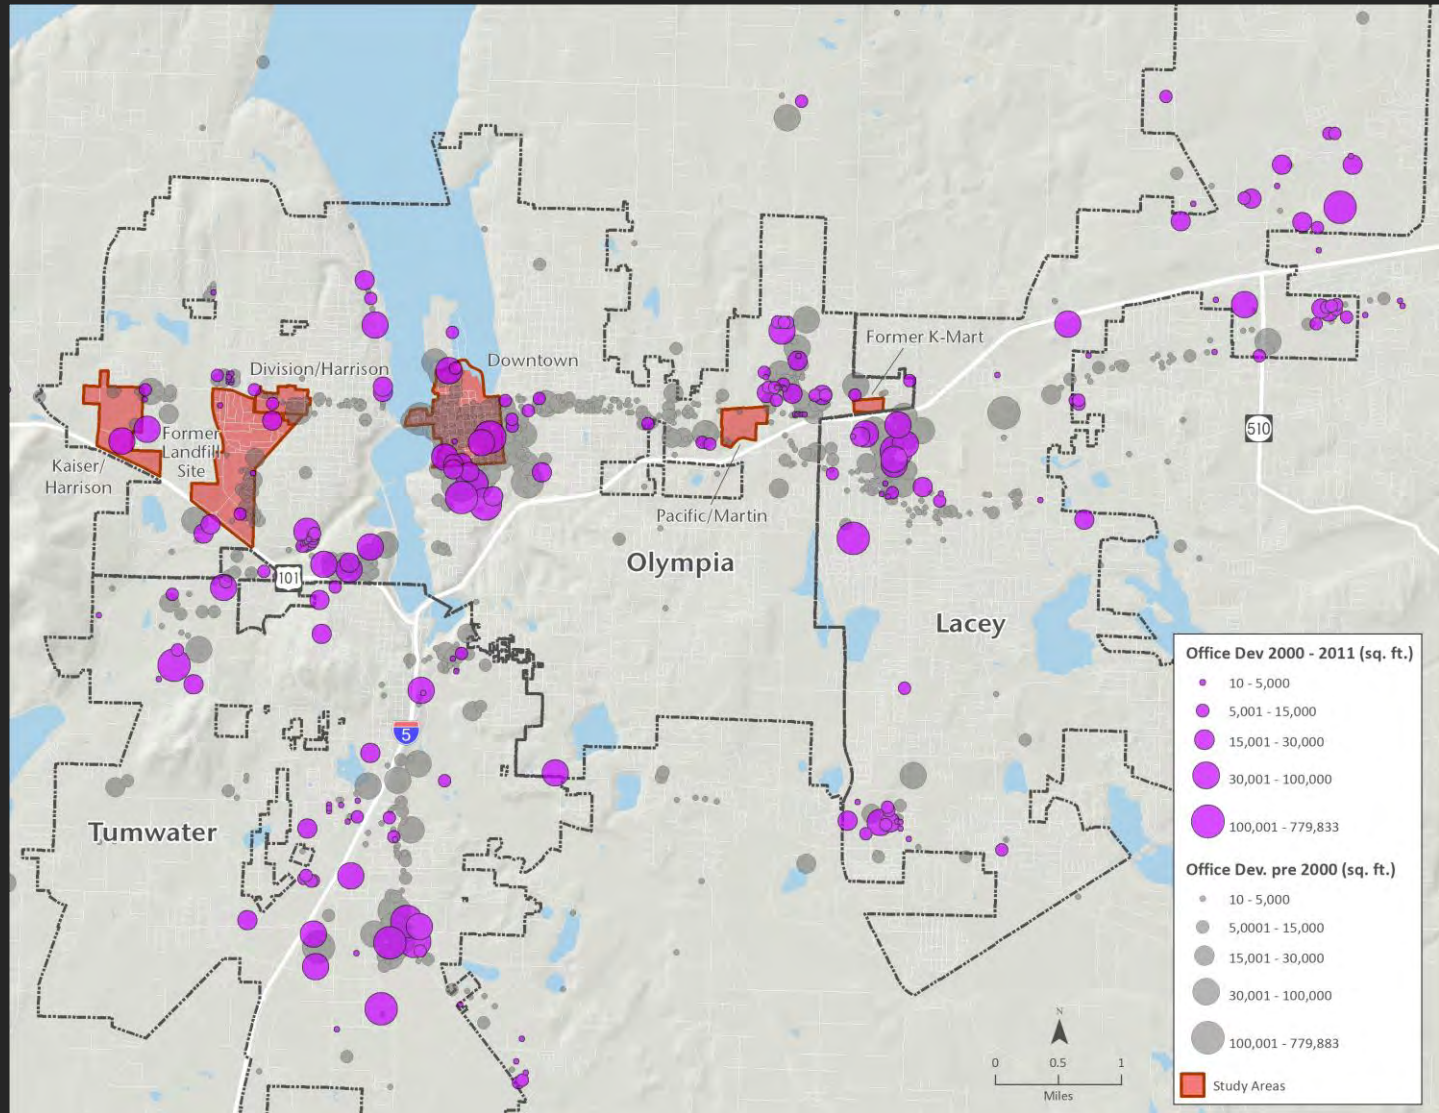 Former K-Mart
Downtown
Division/Harrison
Former
Landfill
Site
Kaiser/
Harrison
510
Pacific/Martin
Olympia
101
Lacey
5
Tumwater
Office Dev 2000 - 2011 (sq. ft.)
10 - 5,000
5,001 - 15,000
15,001 - 30,000
30,001 - 100,000
100,001 - 779,833
Office Dev. pre 2000 (sq. ft.)
10 - 5,000
5,0001 - 15,000
15,001 - 30,000
30,001 - 100,000
100,001 - 779,883
Study Areas
N
0 0.5 1
Miles